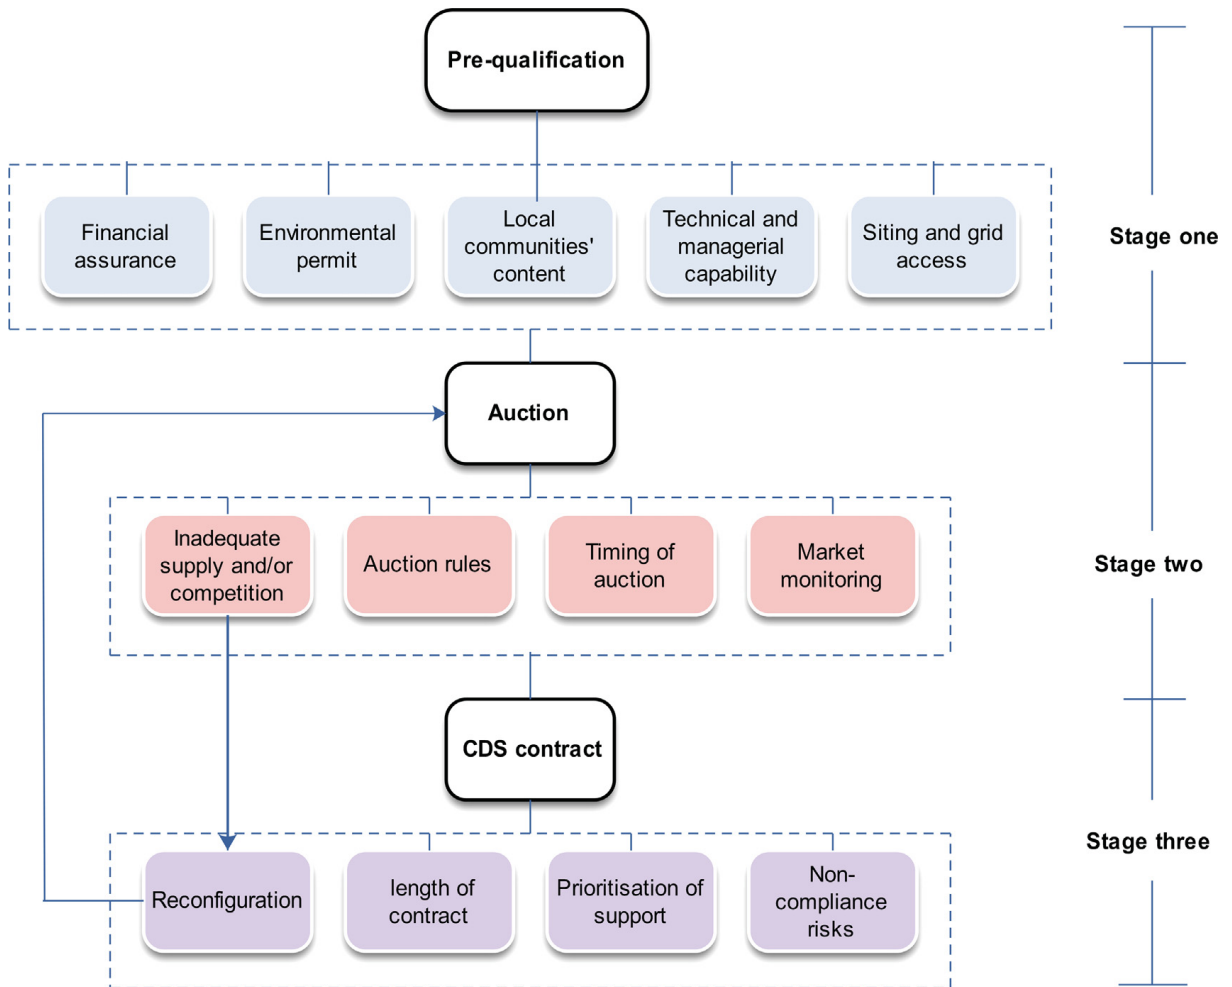 Pre-qualification
Financial
assurance
Environmental
permit
Local
communities'
content
Technical and
managerial
capability
Siting and grid
access
Stage one
Auction
Inadequate
supply and/or
competition
Auction rules
Timing of
auction
Market
monitoring
Stage two
CDS contract
Reconfiguration
length of
contract
Prioritisation of
support
Non-
compliance
risks
Stage three